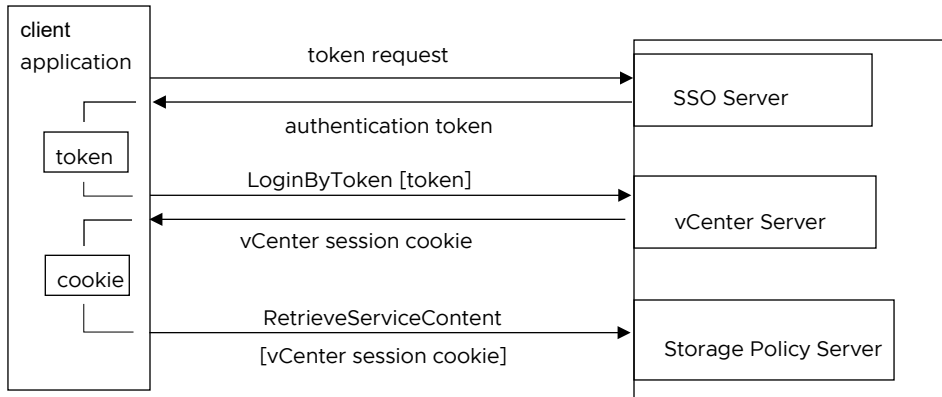 client
application
token request
SSO Server
authentication token
token
LoginByToken [token]
vCenter Server
vCenter session cookie
cookie
RetrieveServiceContent
[vCenter session cookie]
Storage Policy Server